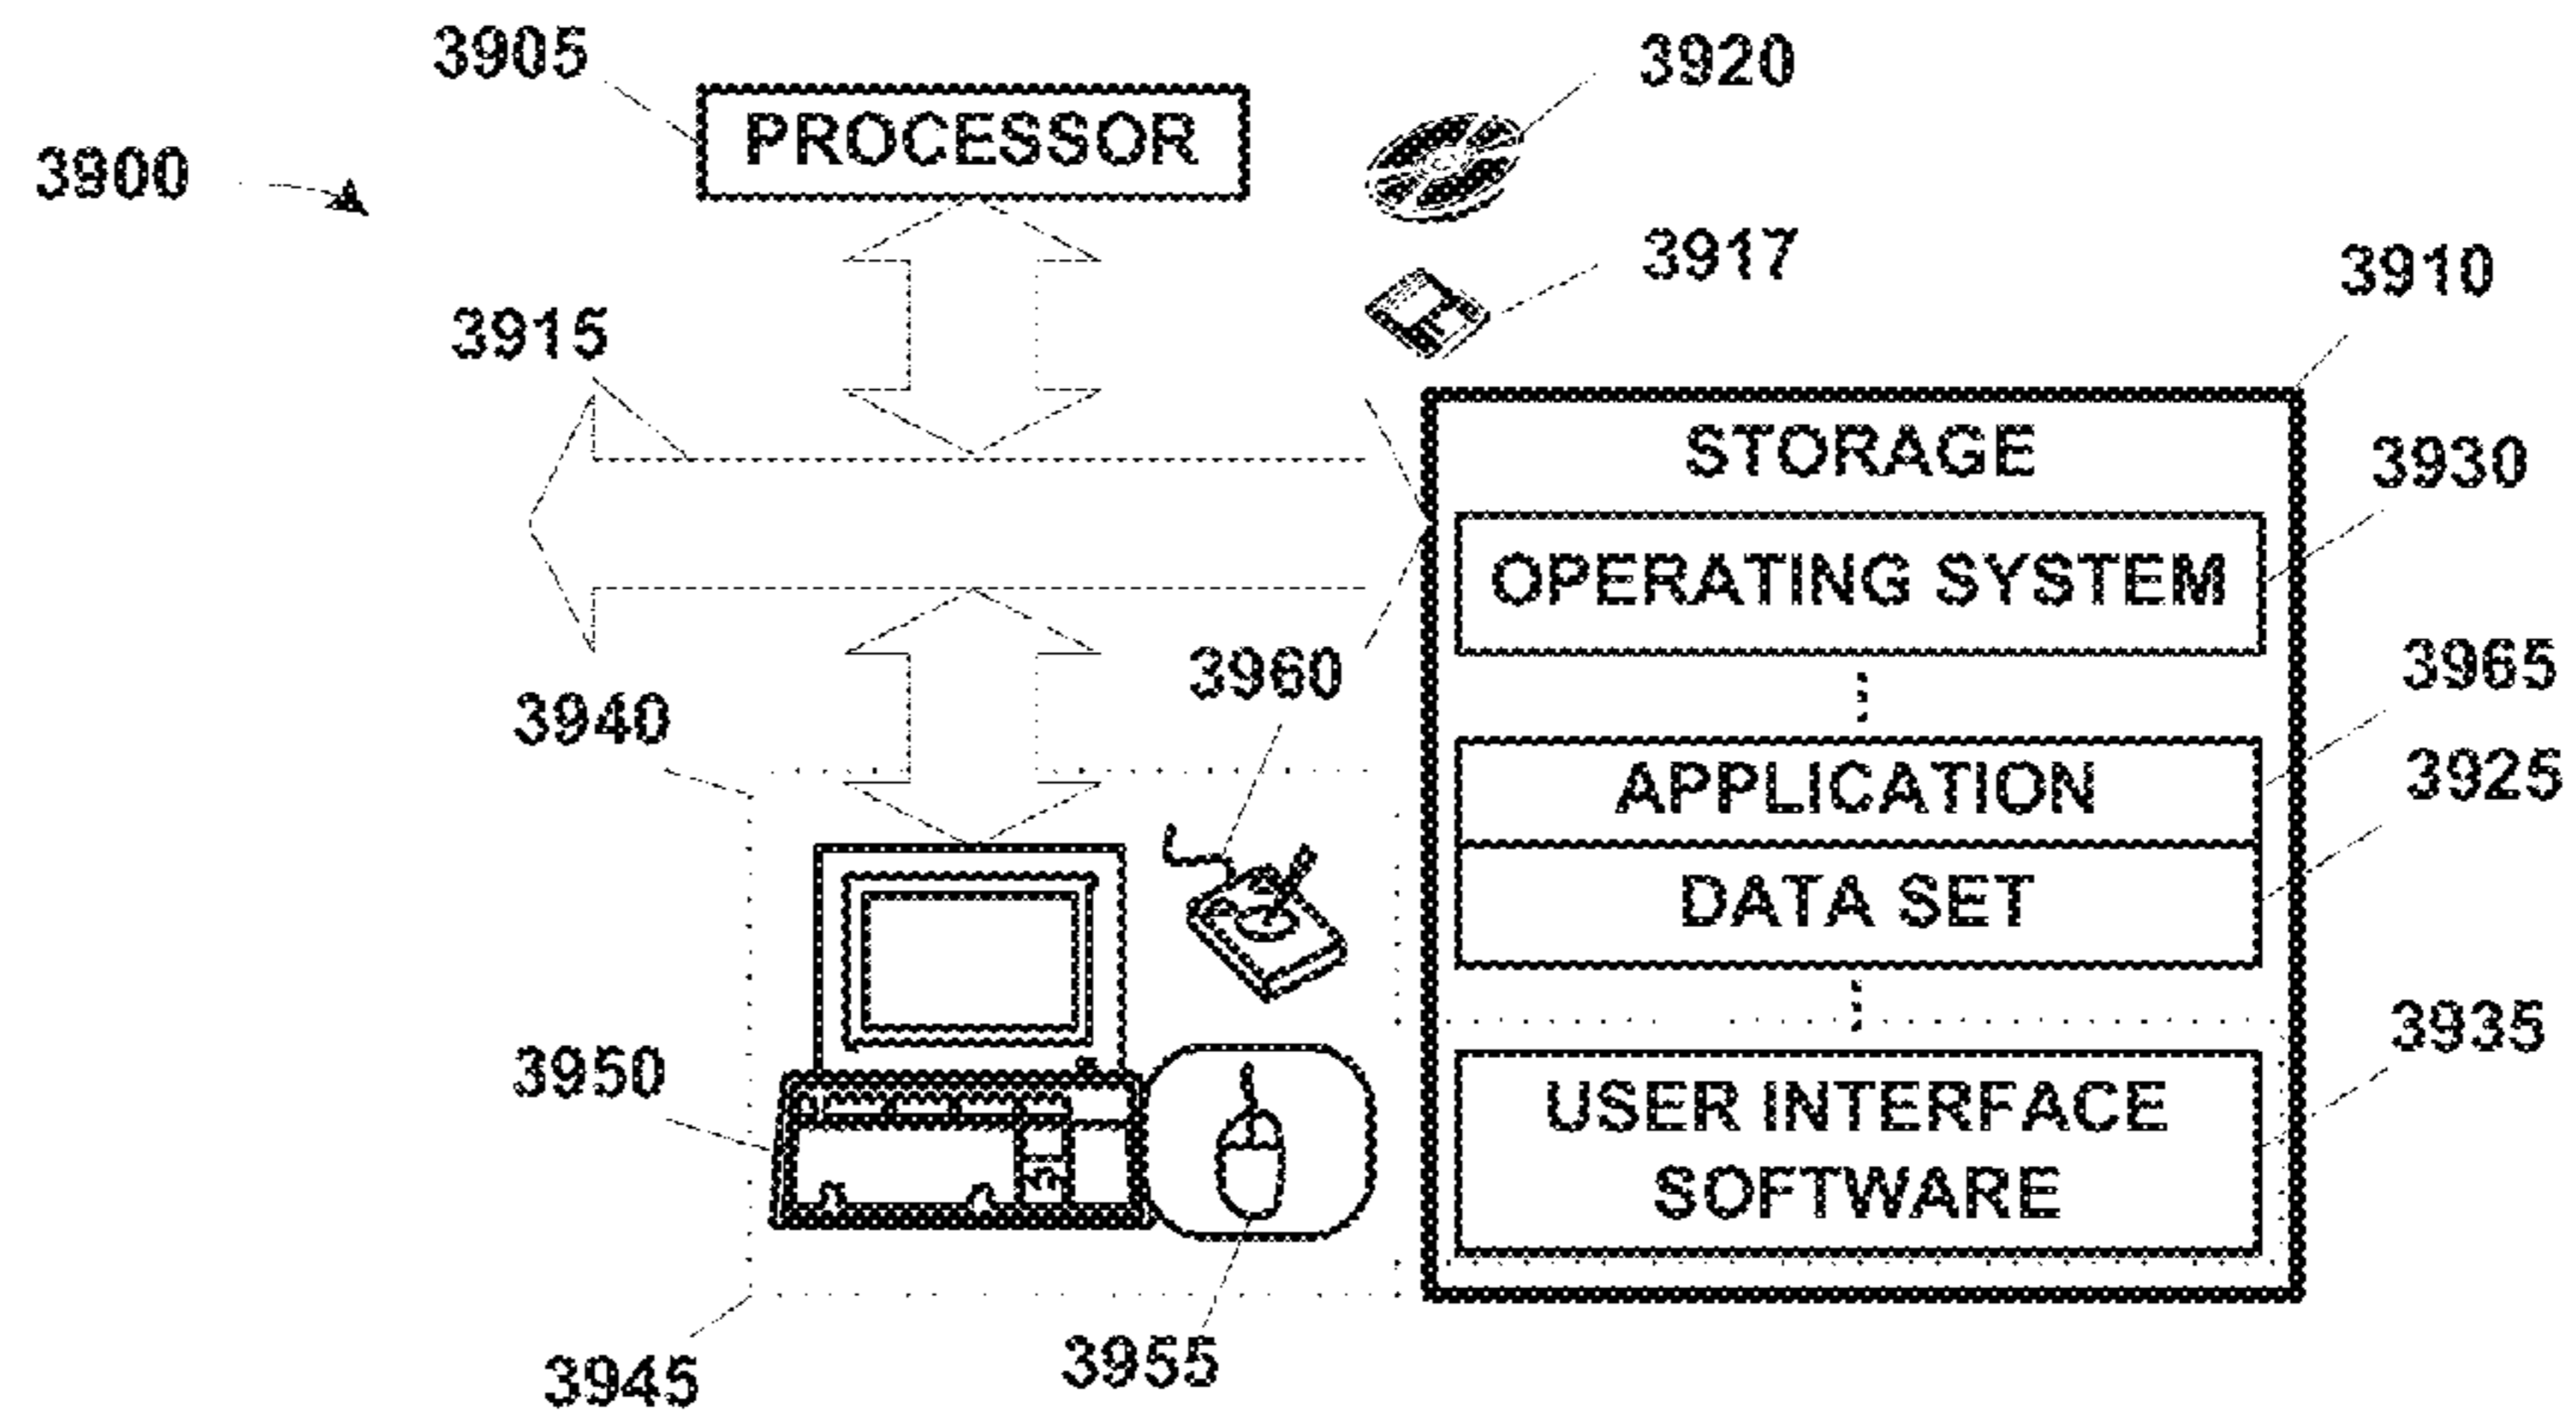 3905
PROCESSOR
3920
3900
3917
3910
3915
STORAGE
3930
OPERATING SYSTEM
3960
3965
3940
APPLICATION
3925
DATA SET
3935
3950
USER INTERFACE
SOFTWARE
3955
3945